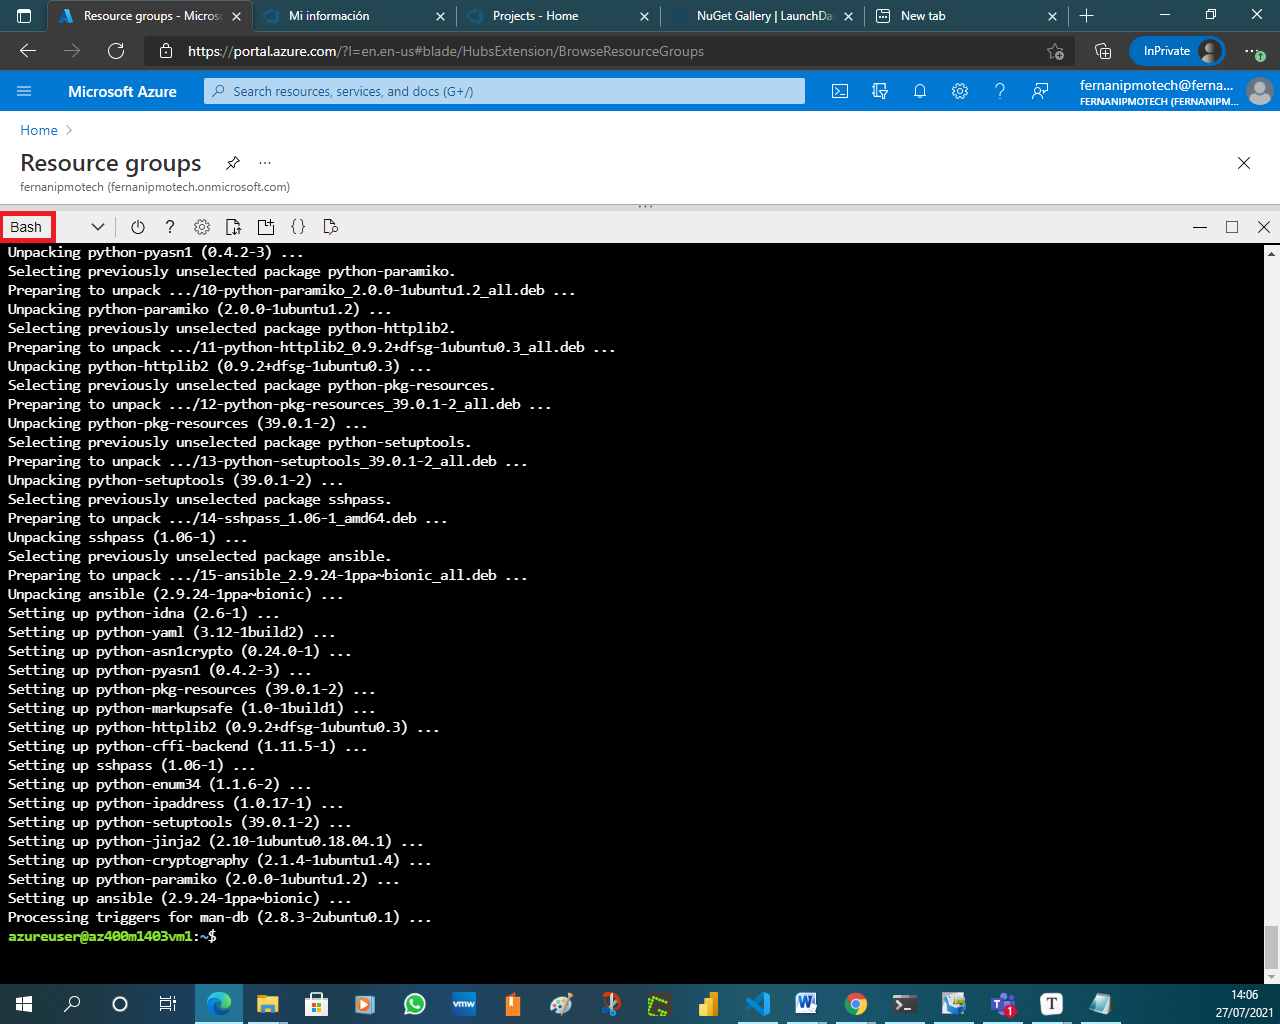 Resource groups - Microso
Mi información
Projects - Home
NuGet Gallery | LaunchDa
New tab
https://portal.azure.com/?l=en.en-us#blade/HubsExtension/BrowseResourceGroups
InPrivate
Microsoft Azure
Search resources, services, and docs (G+/)
fernanipmotech@ferna...
FERNANIPMOTECH (FERNANIPM...
Home
Resource groups
fernanipmotech (fernanipmotech.onmicrosoft.com)
Bash
Unpacking python-pyasn1 (0.4.2-3) ...
Selecting previously unselected package python-paramiko.
Preparing to unpack .../10-python-paramiko_2.0.0-1ubuntu1.2_all.deb ...
Unpacking python-paramiko (2.0.0-1ubuntu1.2) ...
Selecting previously unselected package python-httplib2.
Preparing to unpack .../11-python-httplib2_0.9.2+dfsg-1ubuntu0.3_all.deb ...
Unpacking python-httplib2 (0.9.2+dfsg-1ubuntu0.3) ...
Selecting previously unselected package python-pkg-resources.
Preparing to unpack .../12-python-pkg-resources_39.0.1-2_all.deb ...
Unpacking python-pkg-resources (39.0.1-2) ...
Selecting previously unselected package python-setuptools.
Preparing to unpack .../13-python-setuptools_39.0.1-2_all.deb ...
Unpacking python-setuptools (39.0.1-2) ...
Selecting previously unselected package sshpass.
Preparing to unpack .../14-sshpass_1.06-1_amd64.deb ...
Unpacking sshpass (1.06-1) ...
Selecting previously unselected package ansible.
Preparing to unpack .../15-ansible_2.9.24-1ppa~bionic_all.deb ...
Unpacking ansible (2.9.24-1ppa~bionic) ...
Setting up python-idna (2.6-1) ...
Setting up python-yaml (3.12-1build2) ...
Setting up python-asn1crypto (0.24.0-1) ...
Setting up python-pyasn1 (0.4.2-3) ...
Setting up python-pkg-resources (39.0.1-2) ...
Setting up python-markupsafe (1.0-1build1) ...
Setting up python-httplib2 (0.9.2+dfsg-1ubuntu0.3) ...
Setting up python-cffi-backend (1.11.5-1) ...
Setting up sshpass (1.06-1) ...
Setting up python-enum34 (1.1.6-2) ...
Setting up python-ipaddress (1.0.17-1) ...
Setting up python-setuptools (39.0.1-2) ...
Setting up python-jinja2 (2.10-1ubuntu0.18.04.1) ...
Setting up python-cryptography (2.1.4-1ubuntu1.4) ...
Setting up python-paramiko (2.0.0-1ubuntu1.2) ...
Setting up ansible (2.9.24-1ppa~bionic) ...
Processing triggers for man-db (2.8.3-2ubuntu0.1) ...
azureuser@az400m1403vm1:~$
vmw
14:06
27/07/2021